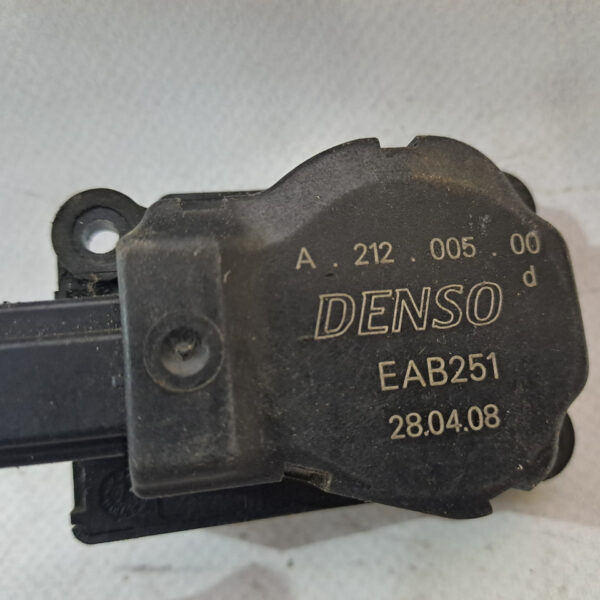 A . 212 . 005 . 00
d
DENSO
EAB251
28.04.08